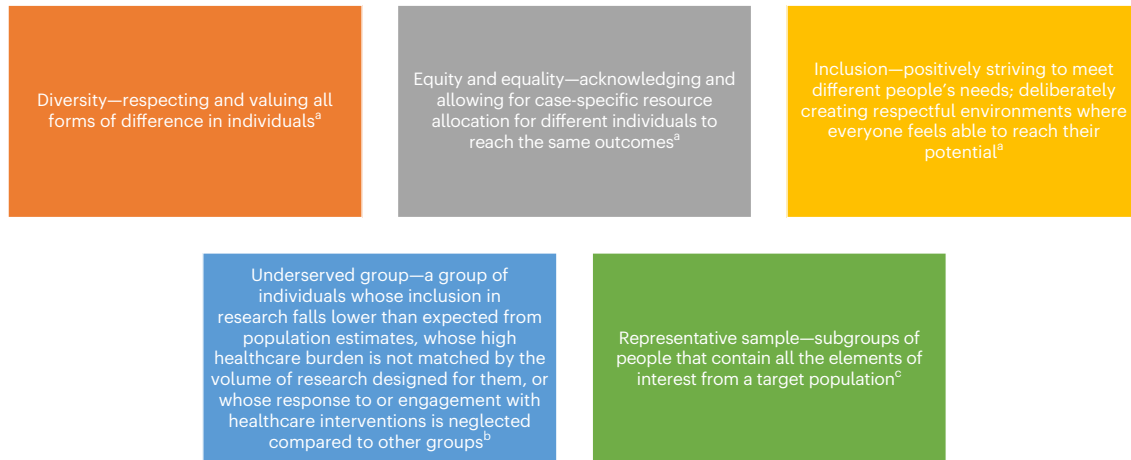 Diversity—respecting and valuing all
forms of difference in individualsᵃ
Equity and equality—acknowledging and
allowing for case-specific resource
allocation for different individuals to
reach the same outcomesᵃ
Inclusion—positively striving to meet
different people's needs; deliberately
creating respectful environments where
everyone feels able to reach their
potentialᵃ
Underserved group—a group of
individuals whose inclusion in
research falls lower than expected from
population estimates, whose high
healthcare burden is not matched by the
volume of research designed for them, or
whose response to or engagement with
healthcare interventions is neglected
compared to other groupsᵇ
Representative sample—subgroups of
people that contain all the elements of
interest from a target populationᶜ